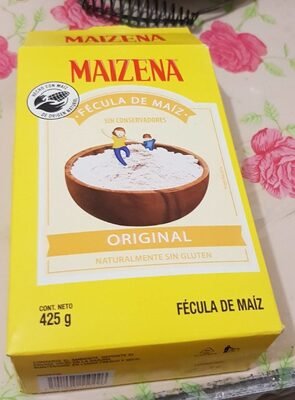 MAIZENA
MAIZENA
HECHO CON MAÍZ
DE ORIGEN NATURAL
FÉCULA DE MAÍZ
SIN CONSERVADORES
ORIGINAL
NATURALMENTE SIN GLUTEN
CONT. NETO
425 g
FÉCULA DE MAÍZ